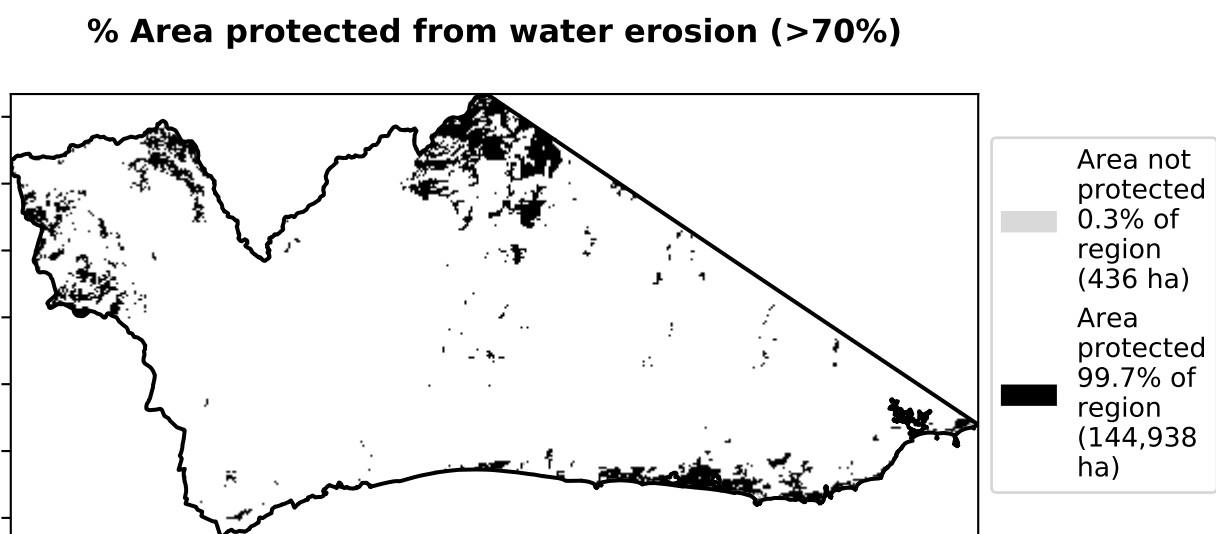 % Area protected from water erosion (>70%)
Area not
protected
0.3% of
region
(436 ha)
Area
protected
99.7% of
region
(144,938
ha)